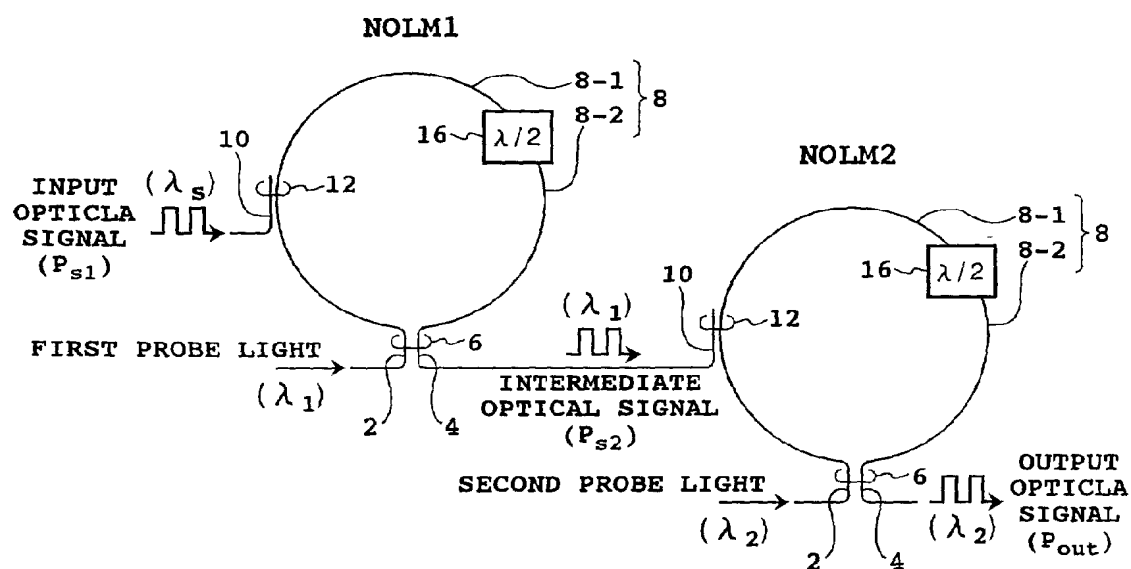 NOLM1
8-1
8-2
8
16
λ/2
10
12
INPUT
OPTICLA
SIGNAL
(Ps1)
(λs)
NOLM2
8-1
8-2
8
16
λ/2
10
12
(λ1)
FIRST PROBE LIGHT
(λ1)
6
2
4
INTERMEDIATE
OPTICAL SIGNAL
(Ps2)
SECOND PROBE LIGHT
(λ2)
6
2
4
(λ2)
OUTPUT
OPTICLA
SIGNAL
(Pout)